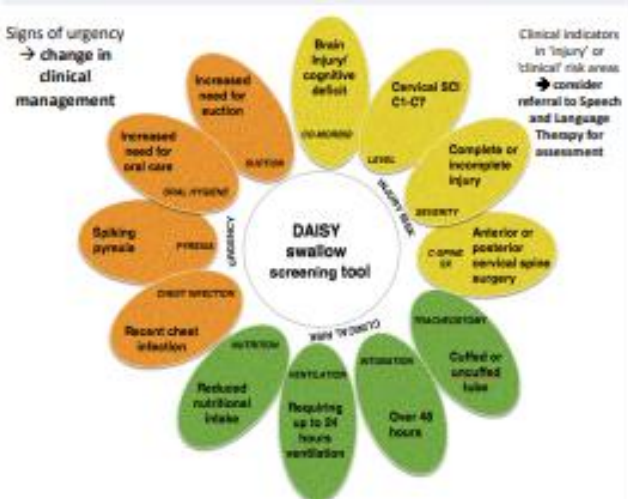 Signs of urgency
→ change in
clinical
management
Clinical indicators
in 'injury' or
'clinical' risk areas
→ consider
referral to Speech
and Language
Therapy for
assessment
DAISY
swallow
screening tool
INJURY RISK
Brain
injury/
cognitive
deficit
CO-MORBID
Cervical SCI
C1-C7
LEVEL
Complete or
incomplete
injury
SEVERITY
C-SPINE
SX
Anterior or
posterior
cervical spine
surgery
CLINICAL RISK
TRACHEOSTOMY
Cuffed or
uncuffed
tube
INTUBATION
Over 48
hours
VENTILATION
Requiring
up to 24
hours
ventilation
NUTRITION
Reduced
nutritional
intake
URGENCY
CHEST INFECTION
Recent chest
infection
Spiking
pyrexia
PYREXIA
Increased
need for
oral care
ORAL HYGIENE
Increased
need for
suction
SUCTION